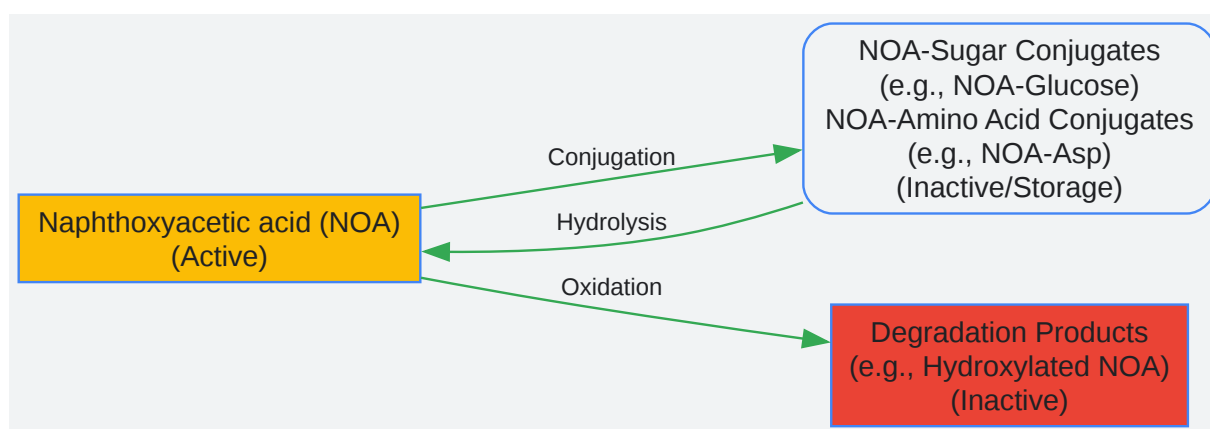 NOA-Sugar Conjugates
(e.g., NOA-Glucose)
NOA-Amino Acid Conjugates
(e.g., NOA-Asp)
(Inactive/Storage)
Conjugation
Naphthoxyacetic acid (NOA)
(Active)
Hydrolysis
Oxidation
Degradation Products
(e.g., Hydroxylated NOA)
(Inactive)